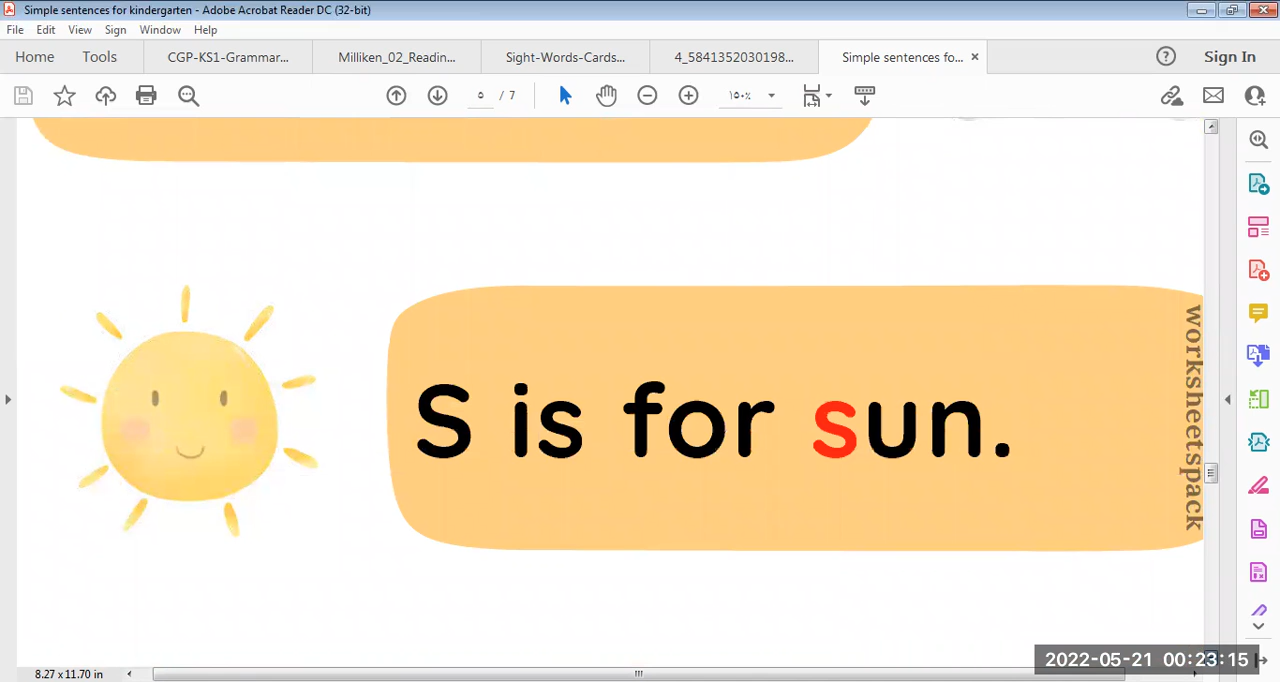 Simple sentences for kindergarten - Adobe Acrobat Reader DC (32-bit)
File Edit View Sign Window Help
Home Tools CGP-KS1-Grammar... Milliken_02_Readin... Sight-Words-Cards... 4_5841352030198... Simple sentences fo... × ? Sign In
٥ / 7 ١٥٠٪
S is for sun.
worksheetspack
2022-05-21 00:23:15
8.27 x 11.70 in